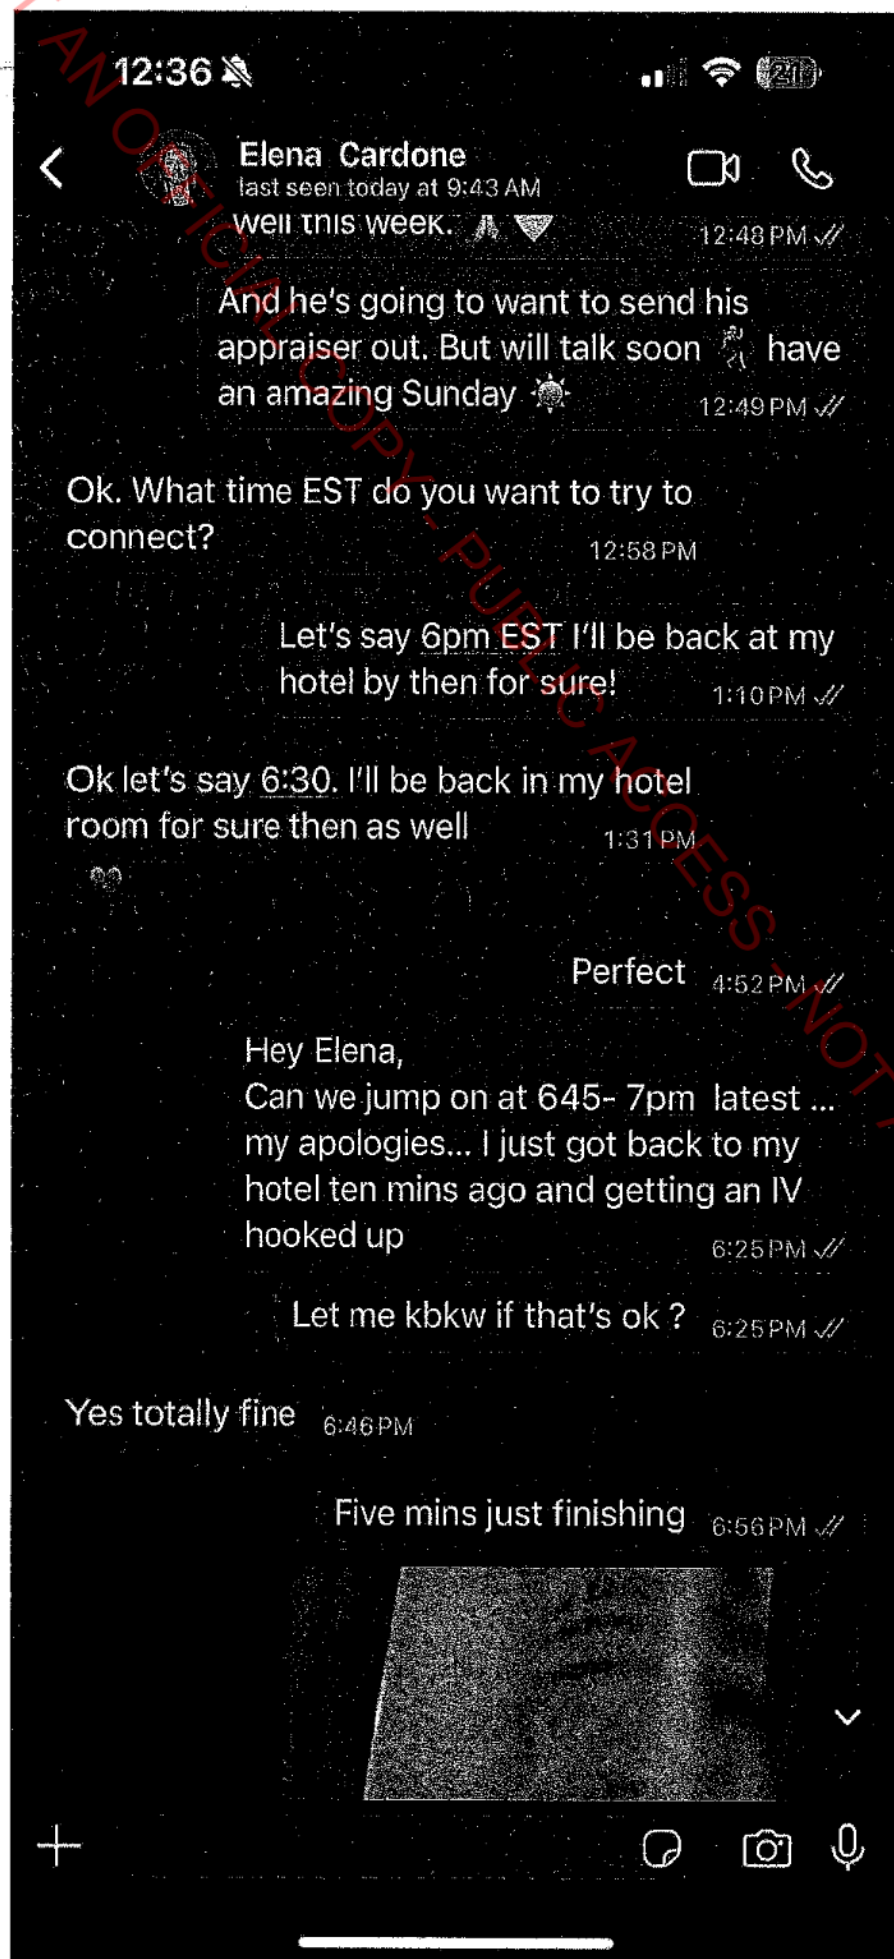 12:36
21
Elena Cardone
last seen today at 9:43 AM
well this week. 12:48 PM
And he's going to want to send his
appraiser out. But will talk soon have
an amazing Sunday 12:49 PM
Ok. What time EST do you want to try to
connect? 12:58 PM
Let's say 6pm EST I'll be back at my
hotel by then for sure! 1:10 PM
Ok let's say 6:30. I'll be back in my hotel
room for sure then as well 1:31 PM
Perfect 4:52 PM
Hey Elena,
Can we jump on at 645- 7pm latest ...
my apologies... I just got back to my
hotel ten mins ago and getting an IV
hooked up 6:25 PM
Let me kbkw if that's ok ? 6:25 PM
Yes totally fine 6:46 PM
Five mins just finishing 6:56 PM
AN OFFICIAL COPY - PUBLIC ACCESS - NOT